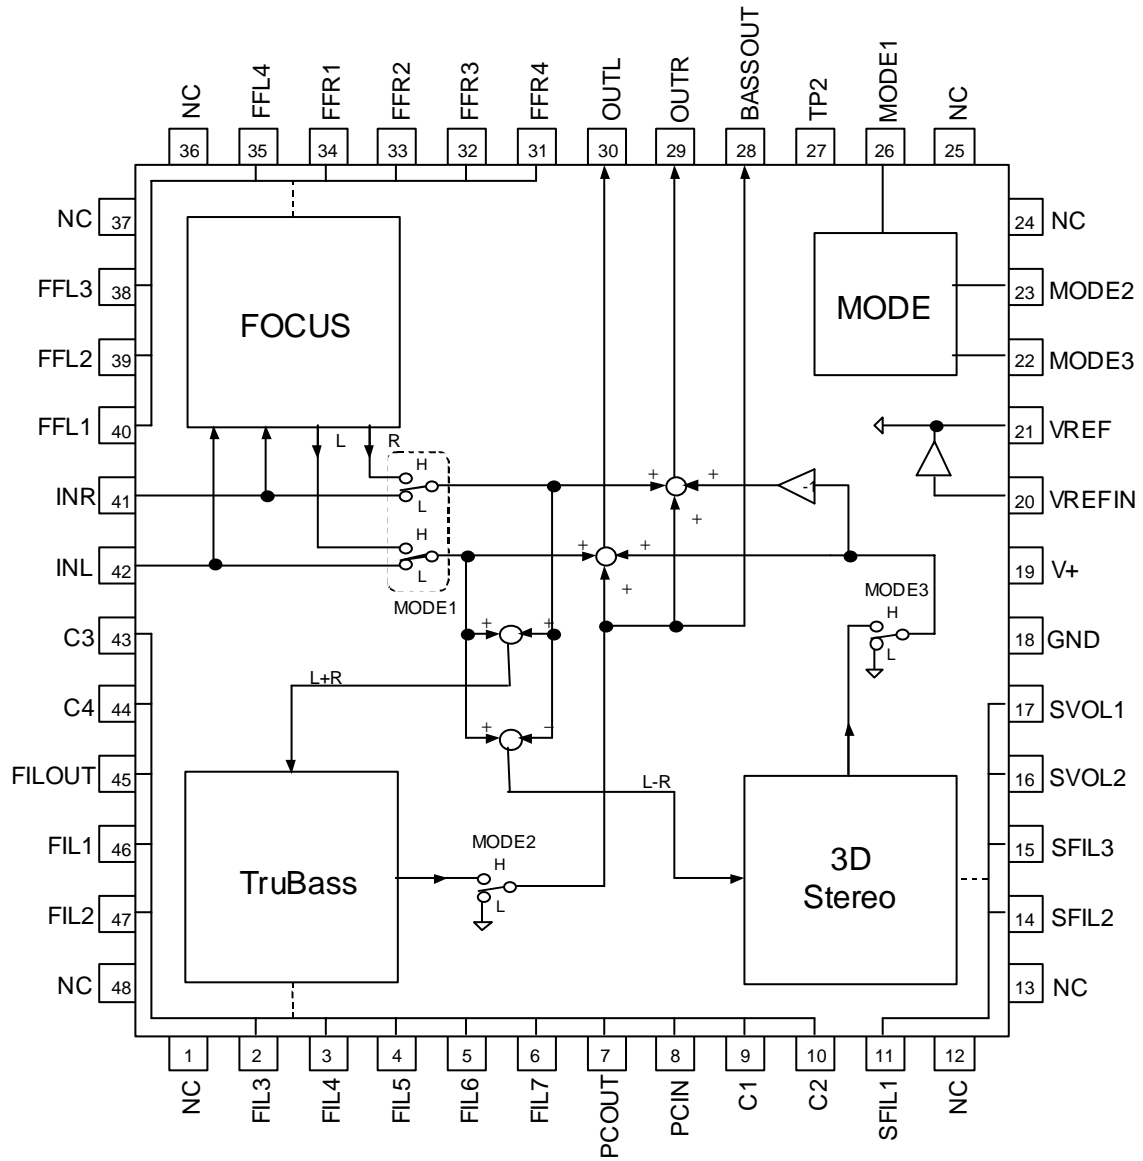 NC
FFL4
FFR1
FFR2
FFR3
FFR4
OUTL
OUTR
BASSOUT
TP2
MODE1
NC
36
35
34
33
32
31
30
29
28
27
26
25
NC 37
FFL3 38
FFL2 39
FFL1 40
INR 41
INL 42
C3 43
C4 44
FILOUT 45
FIL1 46
FIL2 47
NC 48
24 NC
23 MODE2
22 MODE3
21 VREF
20 VREFIN
19 V+
18 GND
17 SVOL1
16 SVOL2
15 SFIL3
14 SFIL2
13 NC
FOCUS
MODE
L
R
H
L
H
L
MODE1
+
+
+
-1
+
+
+
MODE3
H
L
+
+
L+R
+
−
L-R
TruBass
MODE2
H
L
3D
Stereo
1
2
3
4
5
6
7
8
9
10
11
12
NC
FIL3
FIL4
FIL5
FIL6
FIL7
PCOUT
PCIN
C1
C2
SFIL1
NC